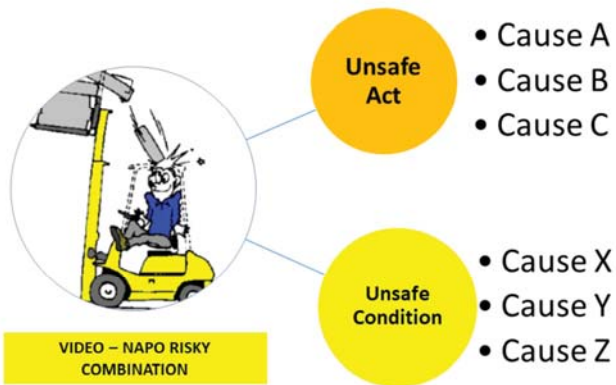 Unsafe
Act
• Cause A
• Cause B
• Cause C
Unsafe
Condition
• Cause X
• Cause Y
• Cause Z
VIDEO – NAPO RISKY
COMBINATION